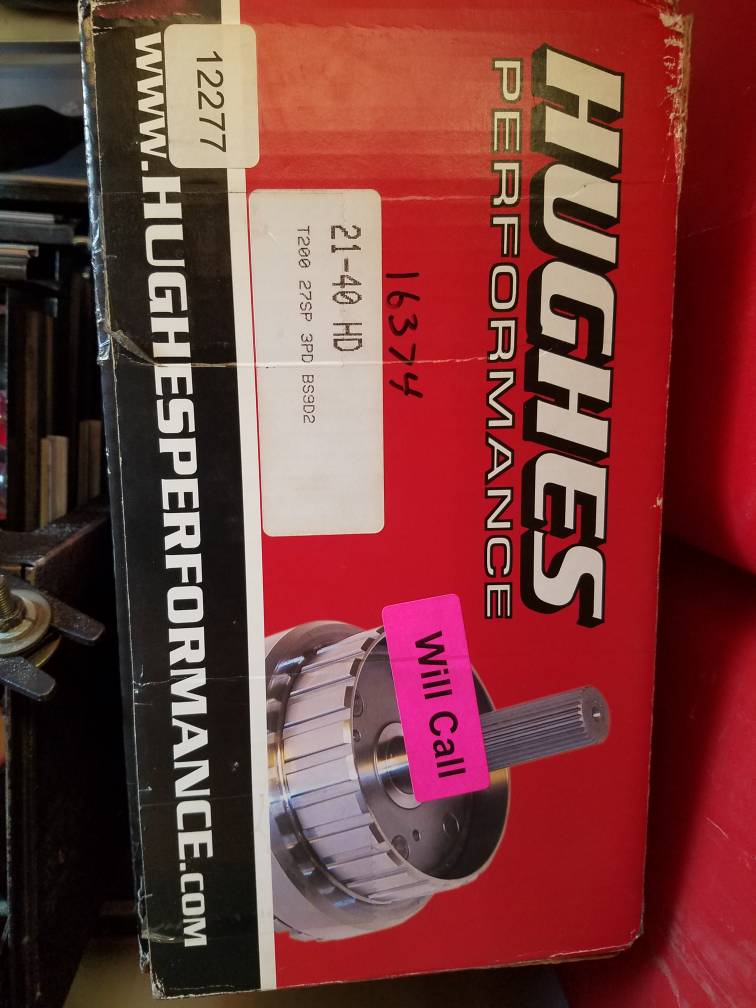 HUGHES
PERFORMANCE
16374
21-40 HD
T200 27SP 3PD BS9D2
12277
WWW.HUGHESPERFORMANCE.COM
Will Call